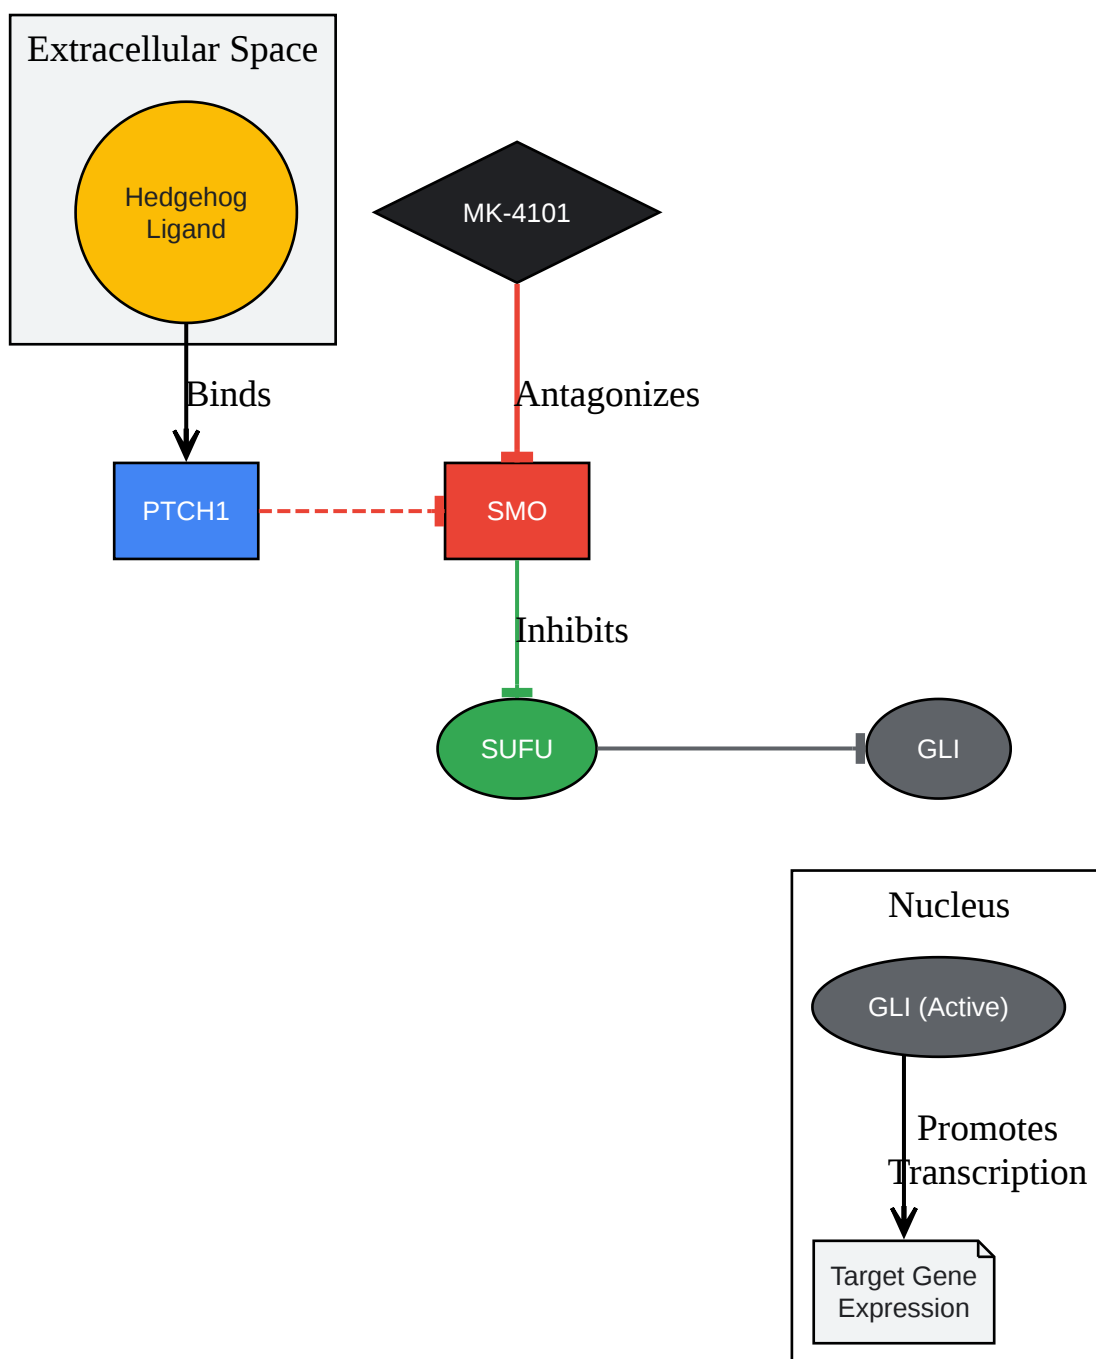 Extracellular Space
Hedgehog
Ligand
MK-4101
Binds
Antagonizes
PTCH1
SMO
Inhibits
SUFU
GLI
Nucleus
GLI (Active)
Promotes
Transcription
Target Gene
Expression